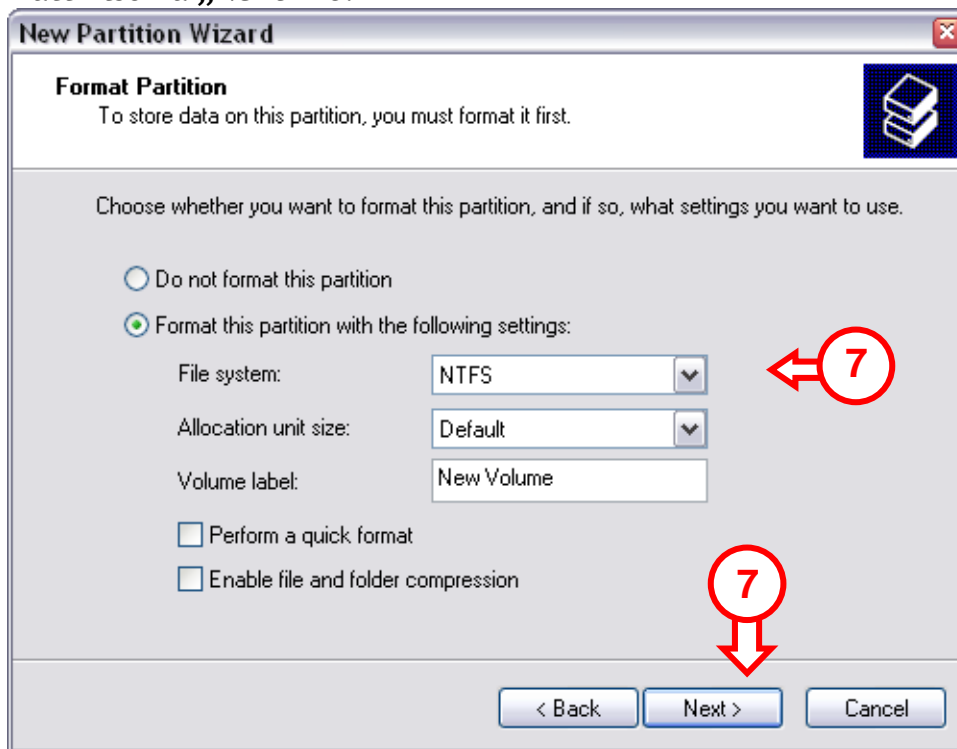 New Partition Wizard
Format Partition
To store data on this partition, you must format it first.
Choose whether you want to format this partition, and if so, what settings you want to use.
Do not format this partition
Format this partition with the following settings:
File system: NTFS
7
Allocation unit size: Default
Volume label: New Volume
Perform a quick format
Enable file and folder compression
7
< Back Next > Cancel